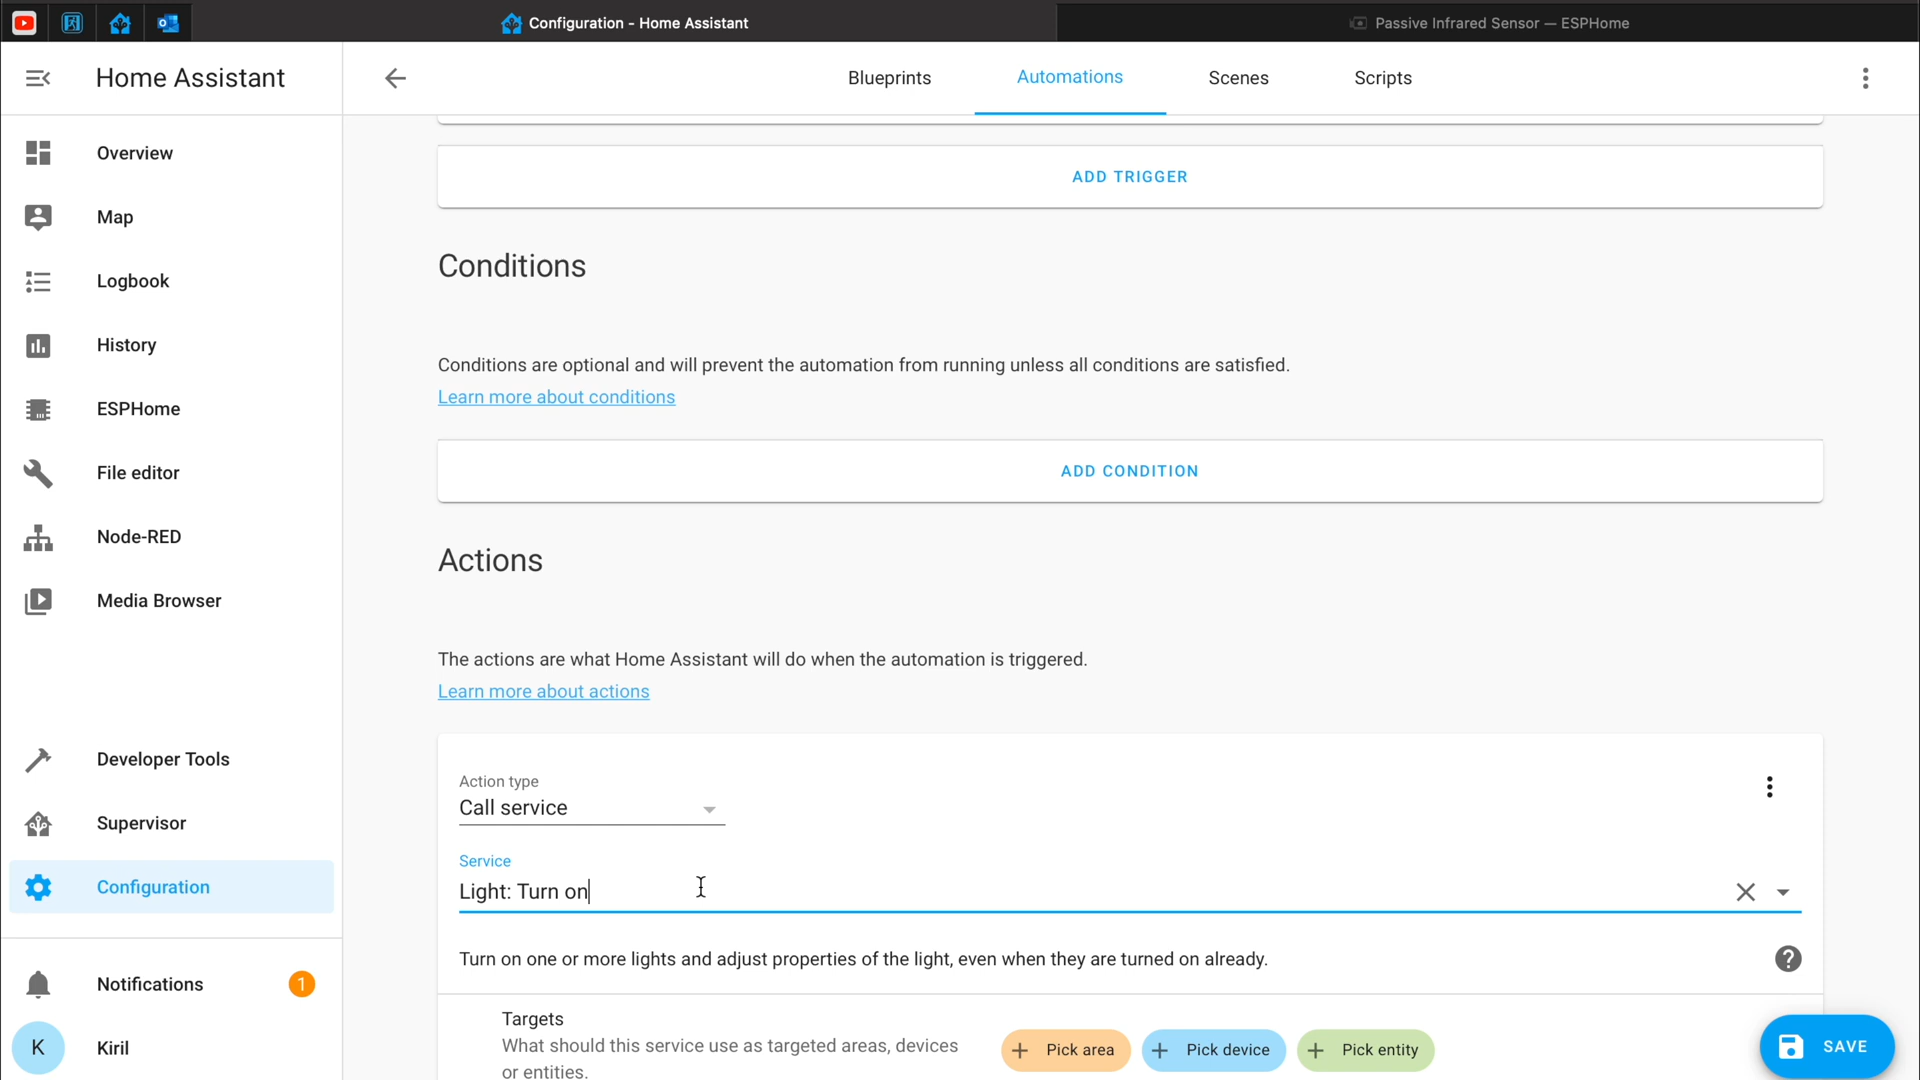 Configuration - Home Assistant
Passive Infrared Sensor — ESPHome
Home Assistant
Blueprints
Automations
Scenes
Scripts
Overview
Map
Logbook
History
ESPHome
File editor
Node-RED
Media Browser
Developer Tools
Supervisor
Configuration
Notifications
1
K
Kiril
ADD TRIGGER
Conditions
Conditions are optional and will prevent the automation from running unless all conditions are satisfied.
Learn more about conditions
ADD CONDITION
Actions
The actions are what Home Assistant will do when the automation is triggered.
Learn more about actions
Action type
Call service
Service
Light: Turn on
Turn on one or more lights and adjust properties of the light, even when they are turned on already.
Targets
What should this service use as targeted areas, devices
or entities.
Pick area
Pick device
Pick entity
SAVE